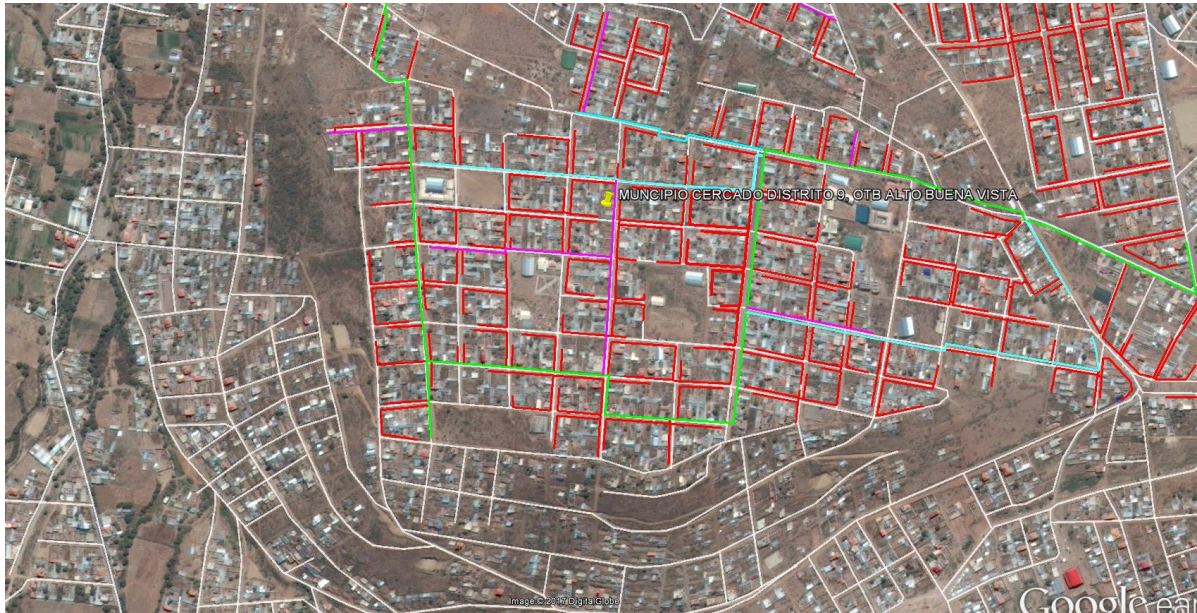 MUNCIPIO CERCADO DISTRITO 9, OTB ALTO BUENA VISTA
Image © 2017 DigitalGlobe
Google ea